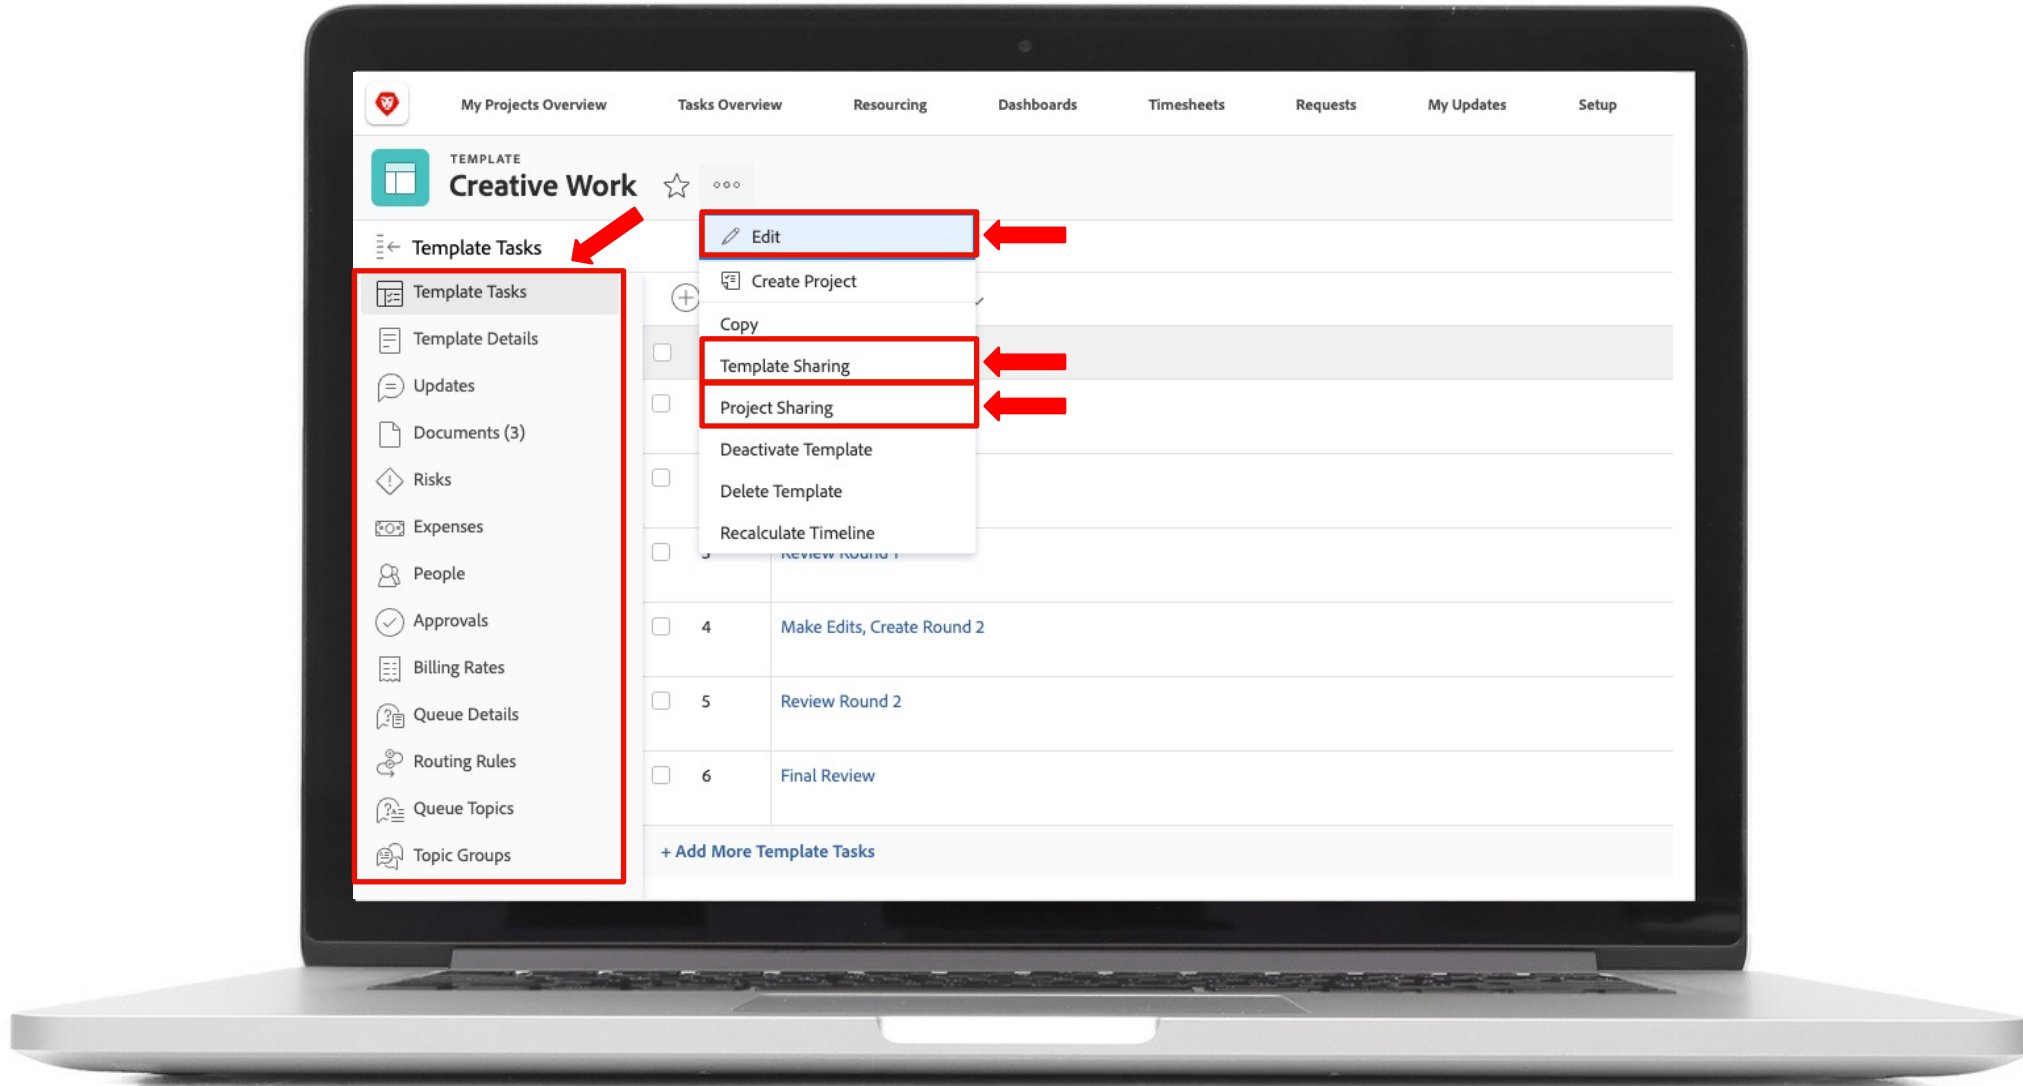 My Projects Overview Tasks Overview Resourcing Dashboards Timesheets Requests My Updates Setup
TEMPLATE
Creative Work
Template Tasks
Template Tasks
Template Details
Updates
Documents (3)
Risks
Expenses
People
Approvals
Billing Rates
Queue Details
Routing Rules
Queue Topics
Topic Groups
Edit
Create Project
Copy
Template Sharing
Project Sharing
Deactivate Template
Delete Template
Recalculate Timeline
Review Round 1
4 Make Edits, Create Round 2
5 Review Round 2
6 Final Review
+ Add More Template Tasks